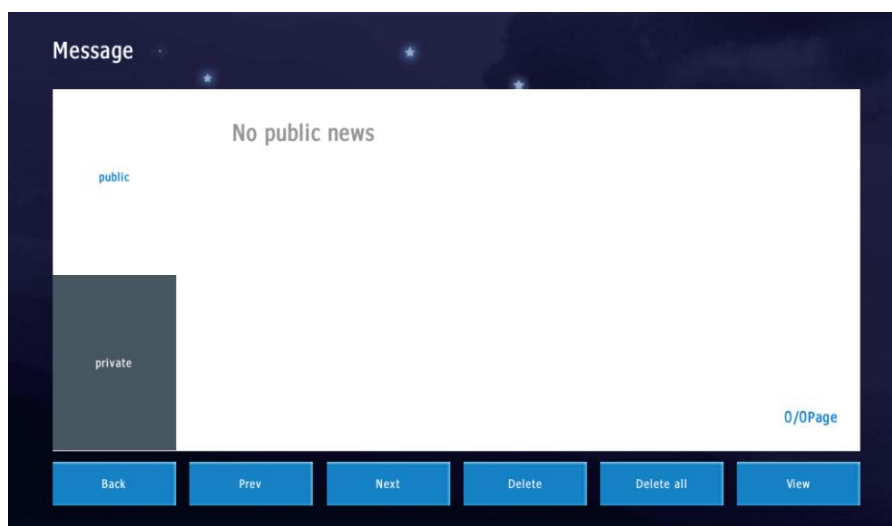 Message
No public news
public
private
0/0Page
Back
Prev
Next
Delete
Delete all
View